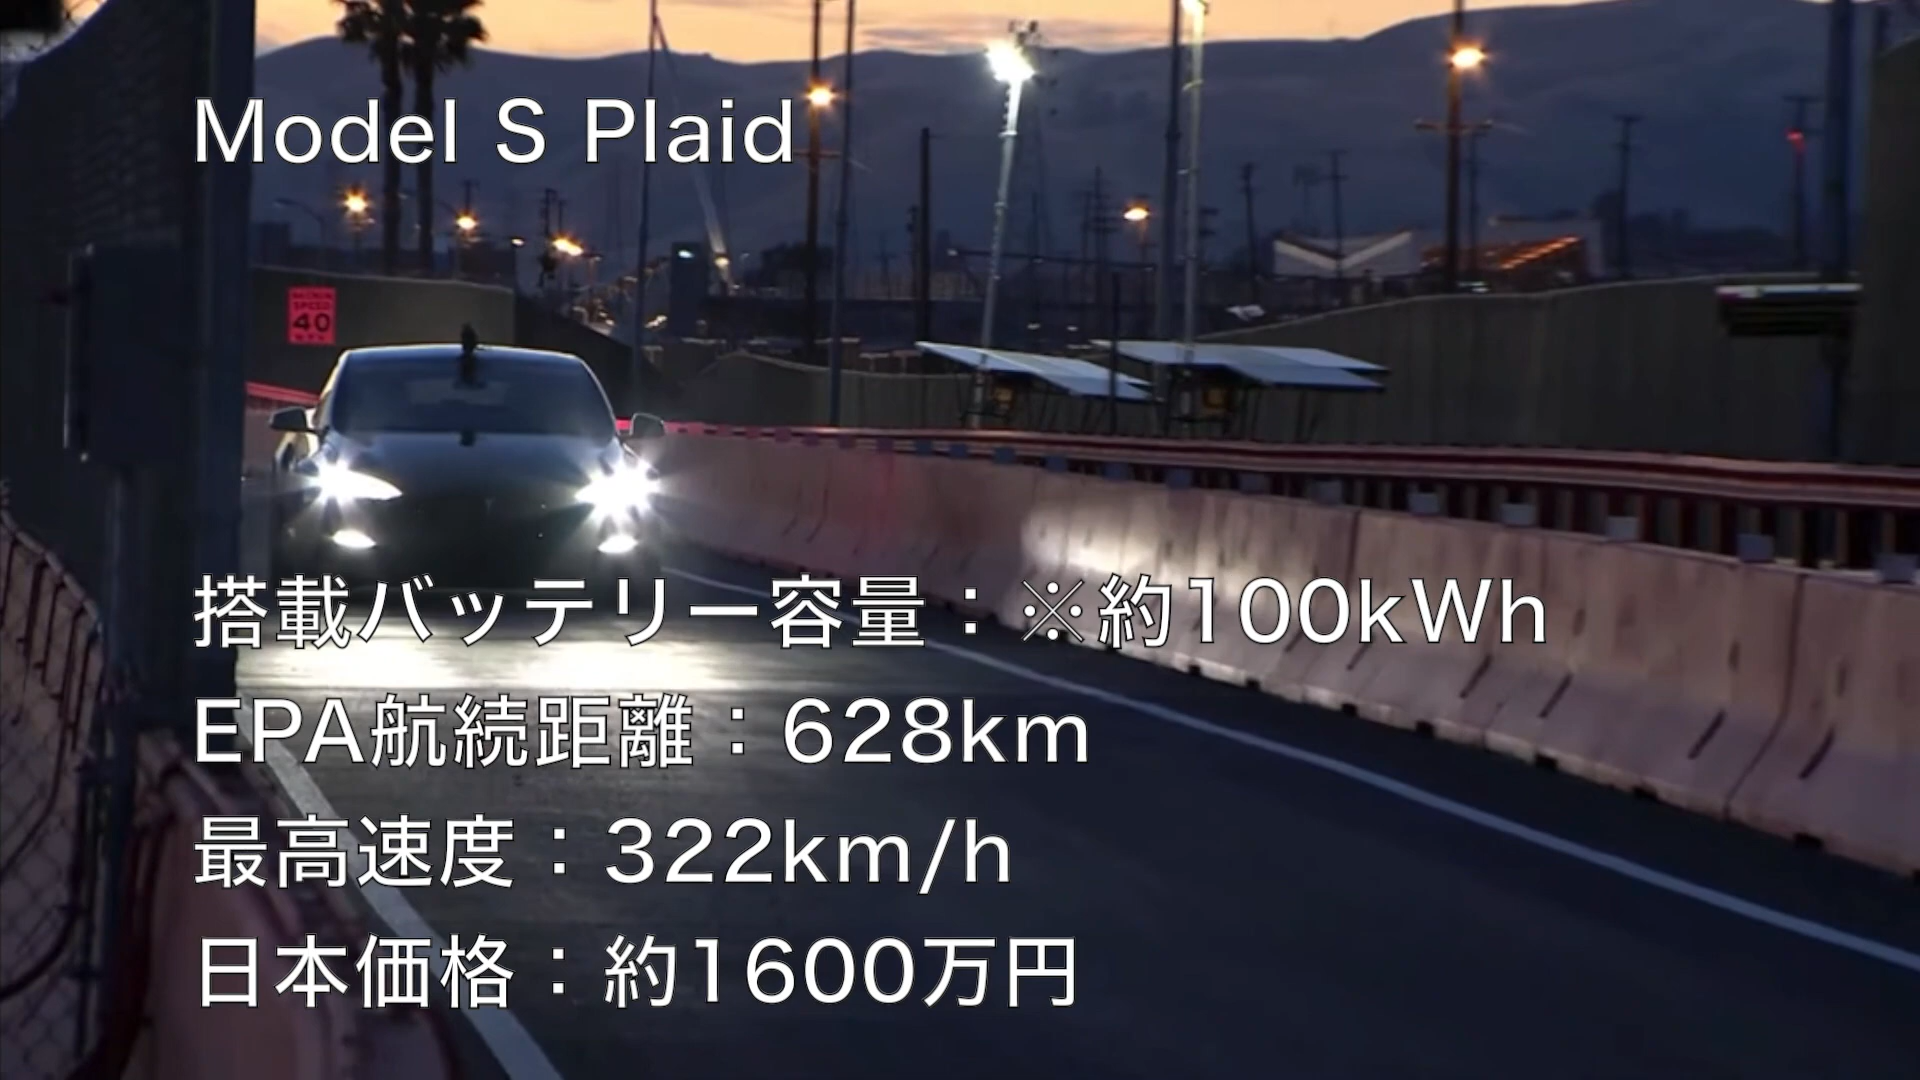 Model S Plaid
SPEED
40
搭載バッテリー容量：※約100kWh
EPA航続距離：628km
最高速度：322km/h
日本価格：約1600万円